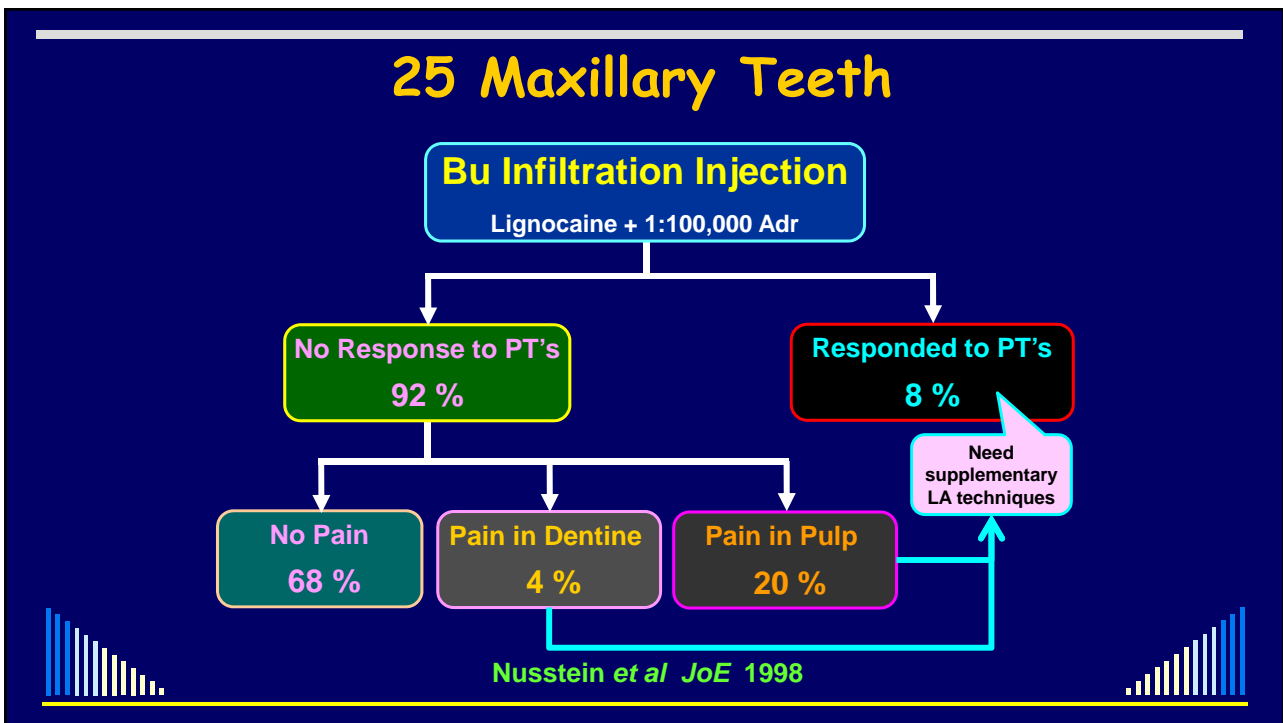 25 Maxillary Teeth
Bu Infiltration Injection
Lignocaine + 1:100,000 Adr
No Response to PT's
92 %
Responded to PT's
8 %
Need
supplementary
LA techniques
No Pain
68 %
Pain in Dentine
4 %
Pain in Pulp
20 %
Nusstein et al JoE 1998